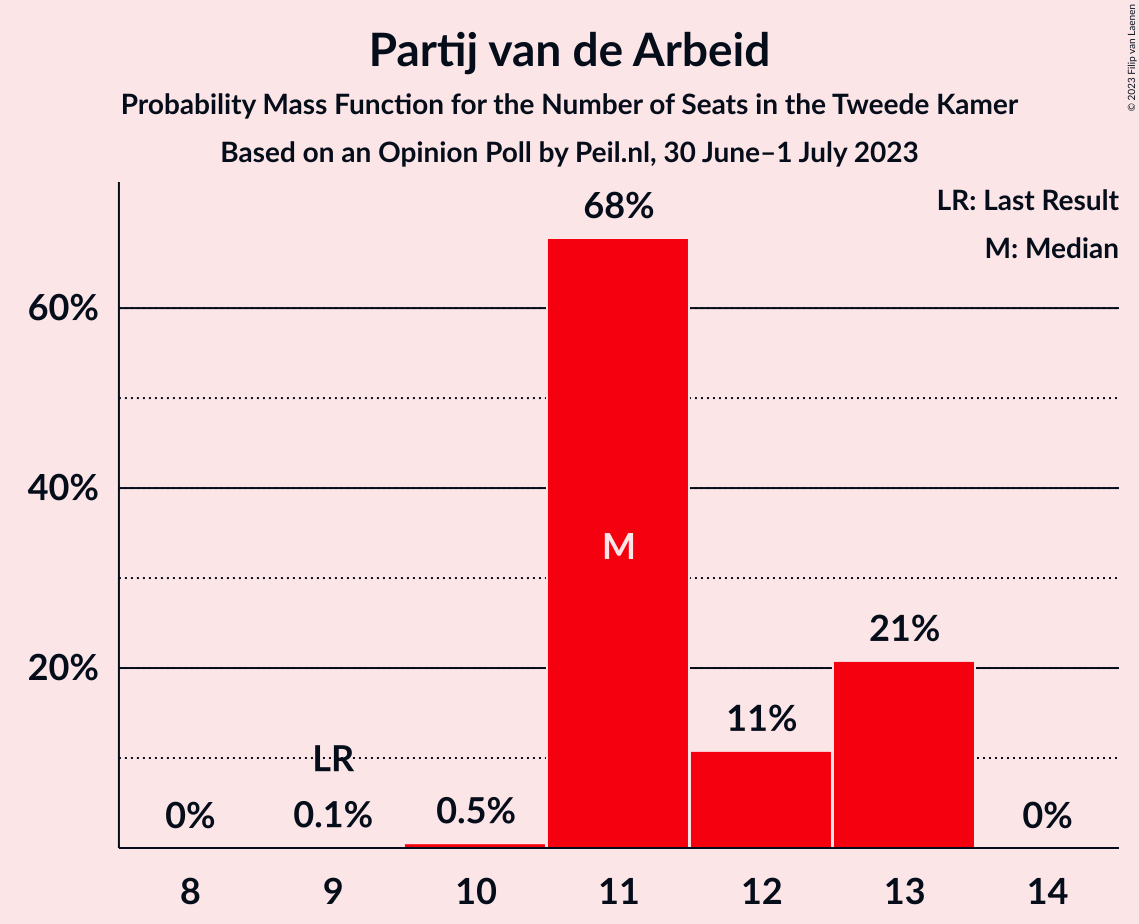 Partij van de Arbeid
Probability Mass Function for the Number of Seats in the Tweede Kamer
Based on an Opinion Poll by Peil.nl, 30 June–1 July 2023
© 2023 Filip van Laenen
LR: Last Result
M: Median
68%
60%
40%
20%
M
21%
11%
LR
0%
0.1%
0.5%
0%
8 9 10 11 12 13 14